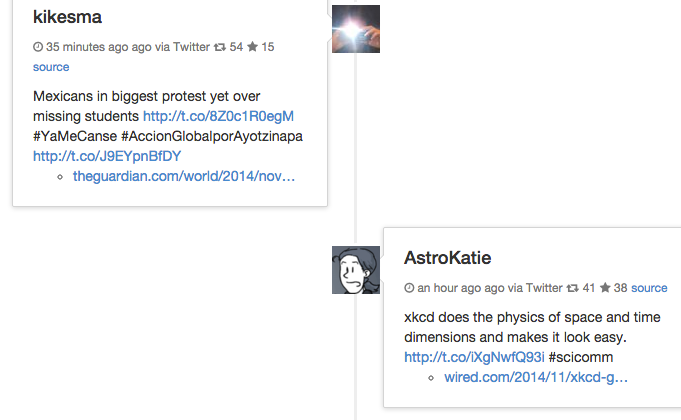 kikesma
35 minutes ago ago via Twitter 54 15
source
Mexicans in biggest protest yet over
missing students http://t.co/8Z0c1R0egM
#YaMeCanse #AccionGlobalporAyotzinapa
http://t.co/J9EYpnBfDY
theguardian.com/world/2014/nov…
AstroKatie
an hour ago ago via Twitter 41 38 source
xkcd does the physics of space and time
dimensions and makes it look easy.
http://t.co/iXgNwfQ93i #scicomm
wired.com/2014/11/xkcd-g…